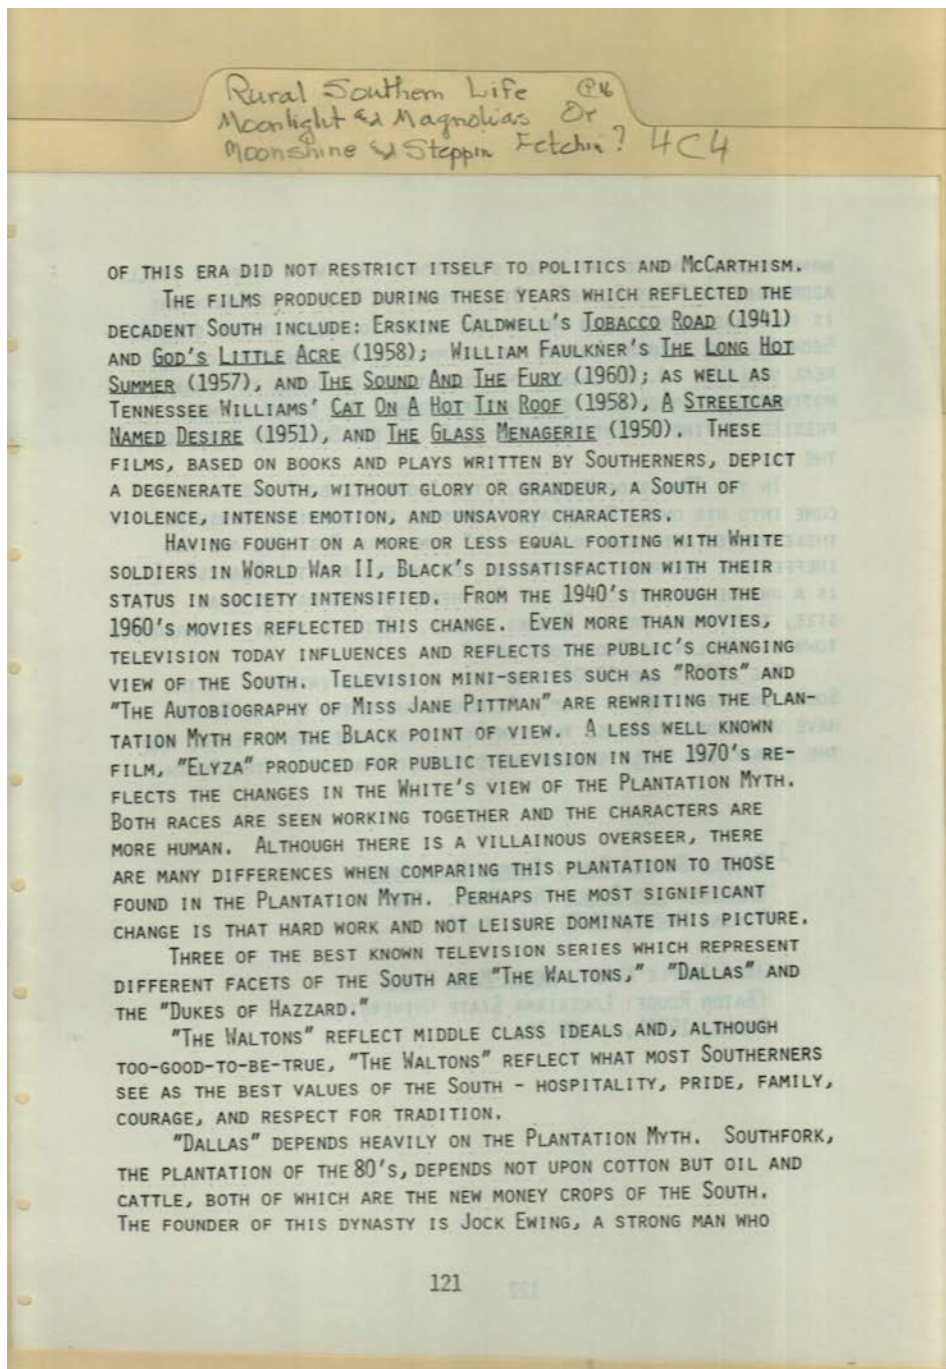 Rural Southern Life
Moonlight & Magnolias Or
Moonshine & Steppin Fetchin? 4C4
OF THIS ERA DID NOT RESTRICT ITSELF TO POLITICS AND MCCARTHISM.
THE FILMS PRODUCED DURING THESE YEARS WHICH REFLECTED THE
DECADENT SOUTH INCLUDE: ERSKINE CALDWELL'S TOBACCO ROAD (1941)
AND GOD'S LITTLE ACRE (1958); WILLIAM FAULKNER'S THE LONG HOT
SUMMER (1957), AND THE SOUND AND THE FURY (1960); AS WELL AS
TENNESSEE WILLIAMS' CAT ON A HOT TIN ROOF (1958), A STREETCAR
NAMED DESIRE (1951), AND THE GLASS MENAGERIE (1950). THESE
FILMS, BASED ON BOOKS AND PLAYS WRITTEN BY SOUTHERNERS, DEPICT
A DEGENERATE SOUTH, WITHOUT GLORY OR GRANDEUR, A SOUTH OF
VIOLENCE, INTENSE EMOTION, AND UNSAVORY CHARACTERS.
HAVING FOUGHT ON A MORE OR LESS EQUAL FOOTING WITH WHITE
SOLDIERS IN WORLD WAR II, BLACK'S DISSATISFACTION WITH THEIR
STATUS IN SOCIETY INTENSIFIED. FROM THE 1940'S THROUGH THE
1960'S MOVIES REFLECTED THIS CHANGE. EVEN MORE THAN MOVIES,
TELEVISION TODAY INFLUENCES AND REFLECTS THE PUBLIC'S CHANGING
VIEW OF THE SOUTH. TELEVISION MINI-SERIES SUCH AS "ROOTS" AND
"THE AUTOBIOGRAPHY OF MISS JANE PITTMAN" ARE REWRITING THE PLAN-
TATION MYTH FROM THE BLACK POINT OF VIEW. A LESS WELL KNOWN
FILM, "ELYZA" PRODUCED FOR PUBLIC TELEVISION IN THE 1970'S RE-
FLECTS THE CHANGES IN THE WHITE'S VIEW OF THE PLANTATION MYTH.
BOTH RACES ARE SEEN WORKING TOGETHER AND THE CHARACTERS ARE
MORE HUMAN. ALTHOUGH THERE IS A VILLAINOUS OVERSEER, THERE
ARE MANY DIFFERENCES WHEN COMPARING THIS PLANTATION TO THOSE
FOUND IN THE PLANTATION MYTH. PERHAPS THE MOST SIGNIFICANT
CHANGE IS THAT HARD WORK AND NOT LEISURE DOMINATE THIS PICTURE.
THREE OF THE BEST KNOWN TELEVISION SERIES WHICH REPRESENT
DIFFERENT FACETS OF THE SOUTH ARE "THE WALTONS," "DALLAS" AND
THE "DUKES OF HAZZARD."
"THE WALTONS" REFLECT MIDDLE CLASS IDEALS AND, ALTHOUGH
TOO-GOOD-TO-BE-TRUE, "THE WALTONS" REFLECT WHAT MOST SOUTHERNERS
SEE AS THE BEST VALUES OF THE SOUTH - HOSPITALITY, PRIDE, FAMILY,
COURAGE, AND RESPECT FOR TRADITION.
"DALLAS" DEPENDS HEAVILY ON THE PLANTATION MYTH. SOUTHFORK,
THE PLANTATION OF THE 80'S, DEPENDS NOT UPON COTTON BUT OIL AND
CATTLE, BOTH OF WHICH ARE THE NEW MONEY CROPS OF THE SOUTH.
THE FOUNDER OF THIS DYNASTY IS JOCK EWING, A STRONG MAN WHO
121